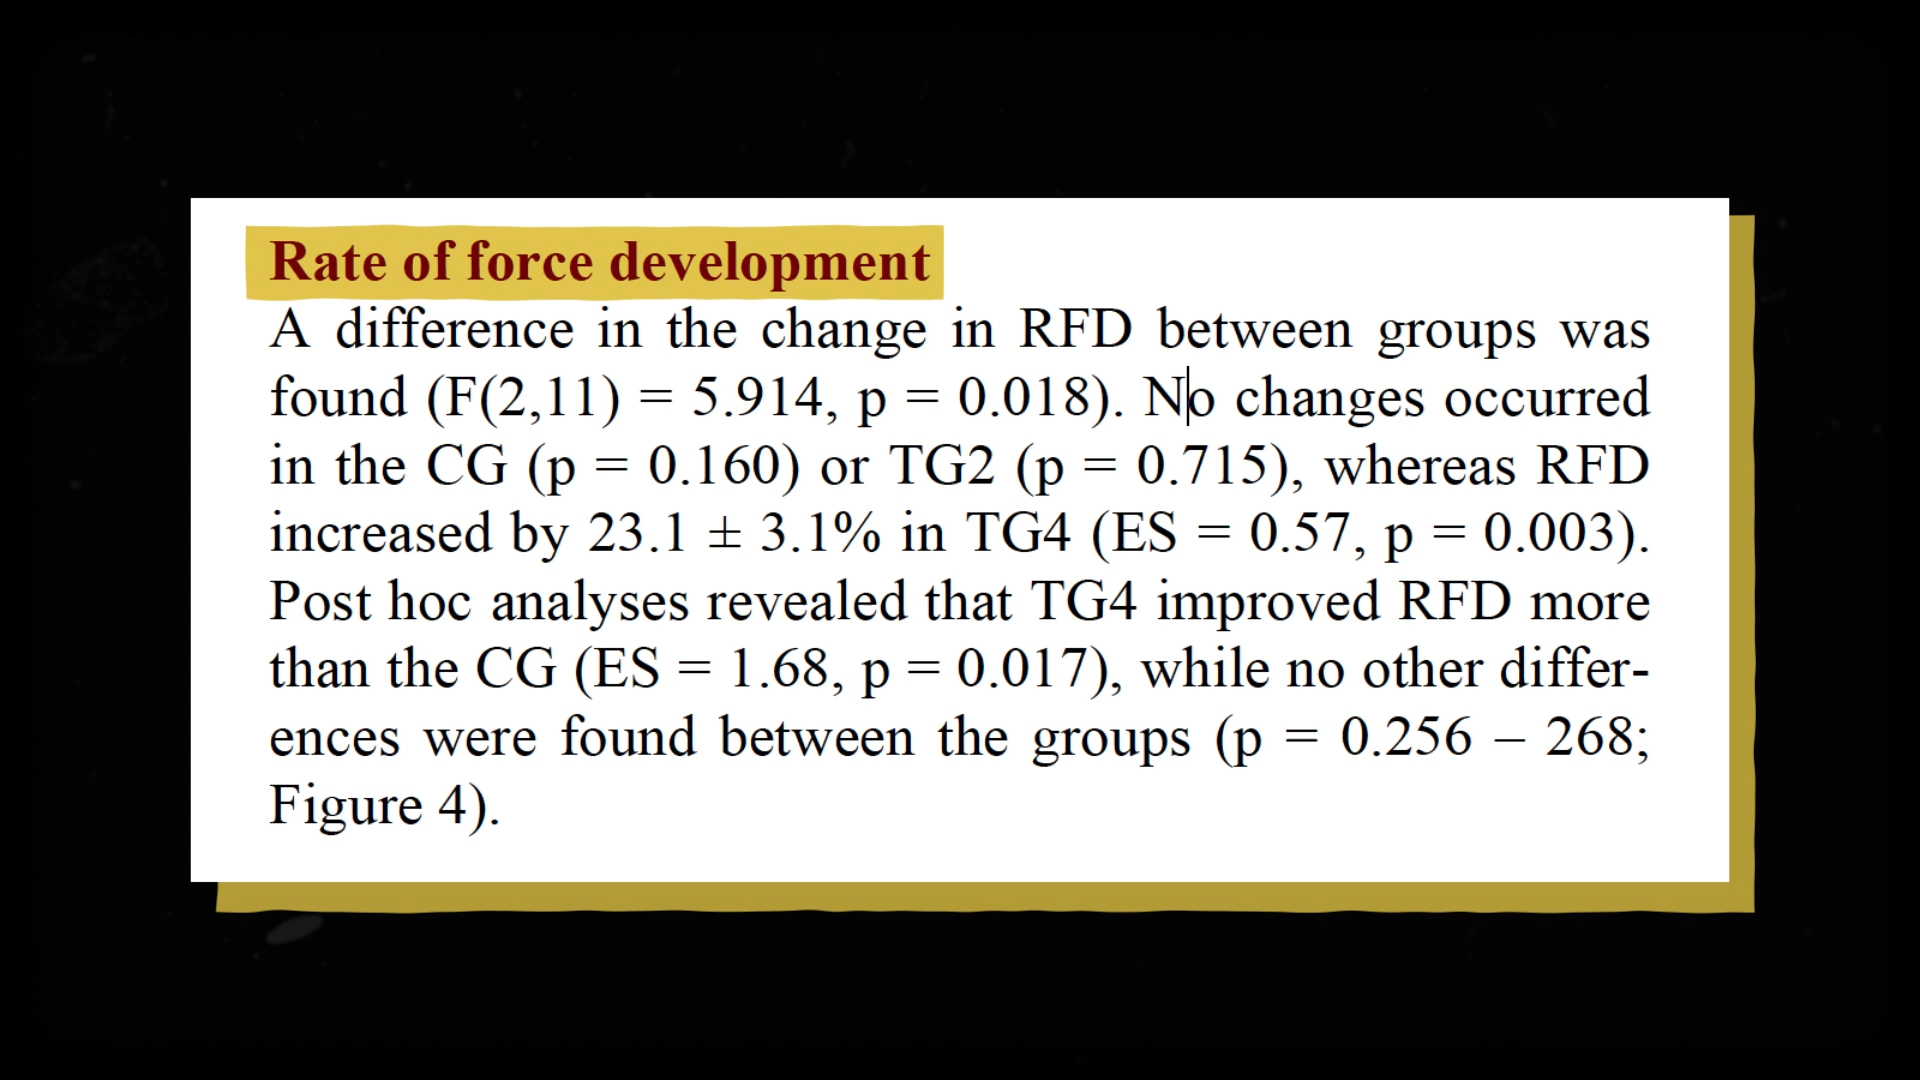 Rate of force development
A difference in the change in RFD between groups was
found (F(2,11) = 5.914, p = 0.018). No changes occurred
in the CG (p = 0.160) or TG2 (p = 0.715), whereas RFD
increased by 23.1 ± 3.1% in TG4 (ES = 0.57, p = 0.003).
Post hoc analyses revealed that TG4 improved RFD more
than the CG (ES = 1.68, p = 0.017), while no other differ-
ences were found between the groups (p = 0.256 – 268;
Figure 4).